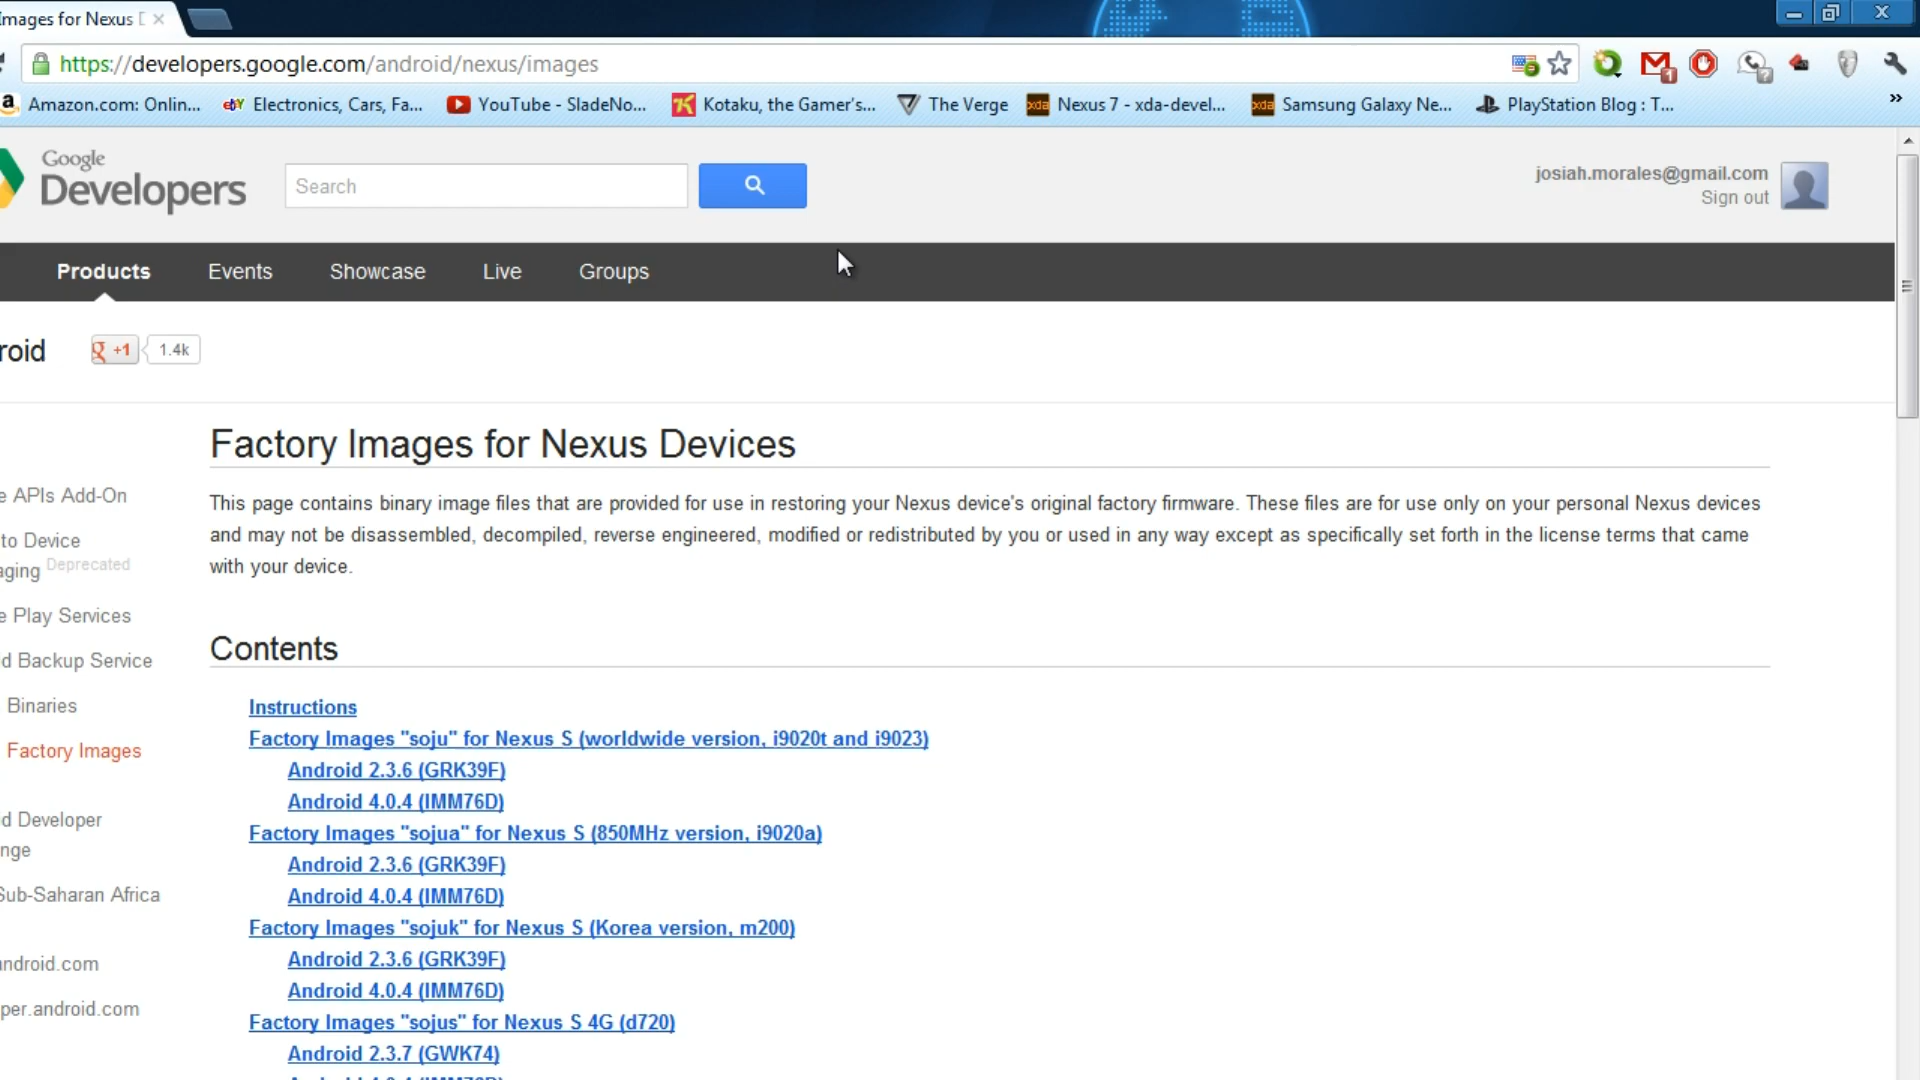 Images for Nexus D
https://developers.google.com/android/nexus/images
Amazon.com: Onlin... Electronics, Cars, Fa... YouTube - SladeNo... Kotaku, the Gamer's... The Verge Nexus 7 - xda-devel... Samsung Galaxy Ne... PlayStation Blog : T... »
Google
Developers
Search
josiah.morales@gmail.com
Sign out
Products Events Showcase Live Groups
roid +1 1.4k
Factory Images for Nexus Devices
This page contains binary image files that are provided for use in restoring your Nexus device's original factory firmware. These files are for use only on your personal Nexus devices
and may not be disassembled, decompiled, reverse engineered, modified or redistributed by you or used in any way except as specifically set forth in the license terms that came
with your device.
e APIs Add-On
to Device
aging Deprecated
e Play Services
d Backup Service
Binaries
Factory Images
d Developer
nge
Sub-Saharan Africa
android.com
per.android.com
Contents
Instructions
Factory Images "soju" for Nexus S (worldwide version, i9020t and i9023)
Android 2.3.6 (GRK39F)
Android 4.0.4 (IMM76D)
Factory Images "sojua" for Nexus S (850MHz version, i9020a)
Android 2.3.6 (GRK39F)
Android 4.0.4 (IMM76D)
Factory Images "sojuk" for Nexus S (Korea version, m200)
Android 2.3.6 (GRK39F)
Android 4.0.4 (IMM76D)
Factory Images "sojus" for Nexus S 4G (d720)
Android 2.3.7 (GWK74)